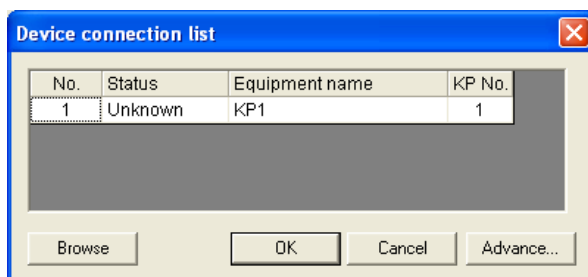 Device connection list
No. Status Equipment name KP No.
1 Unknown KP1 1
Browse OK Cancel Advance...